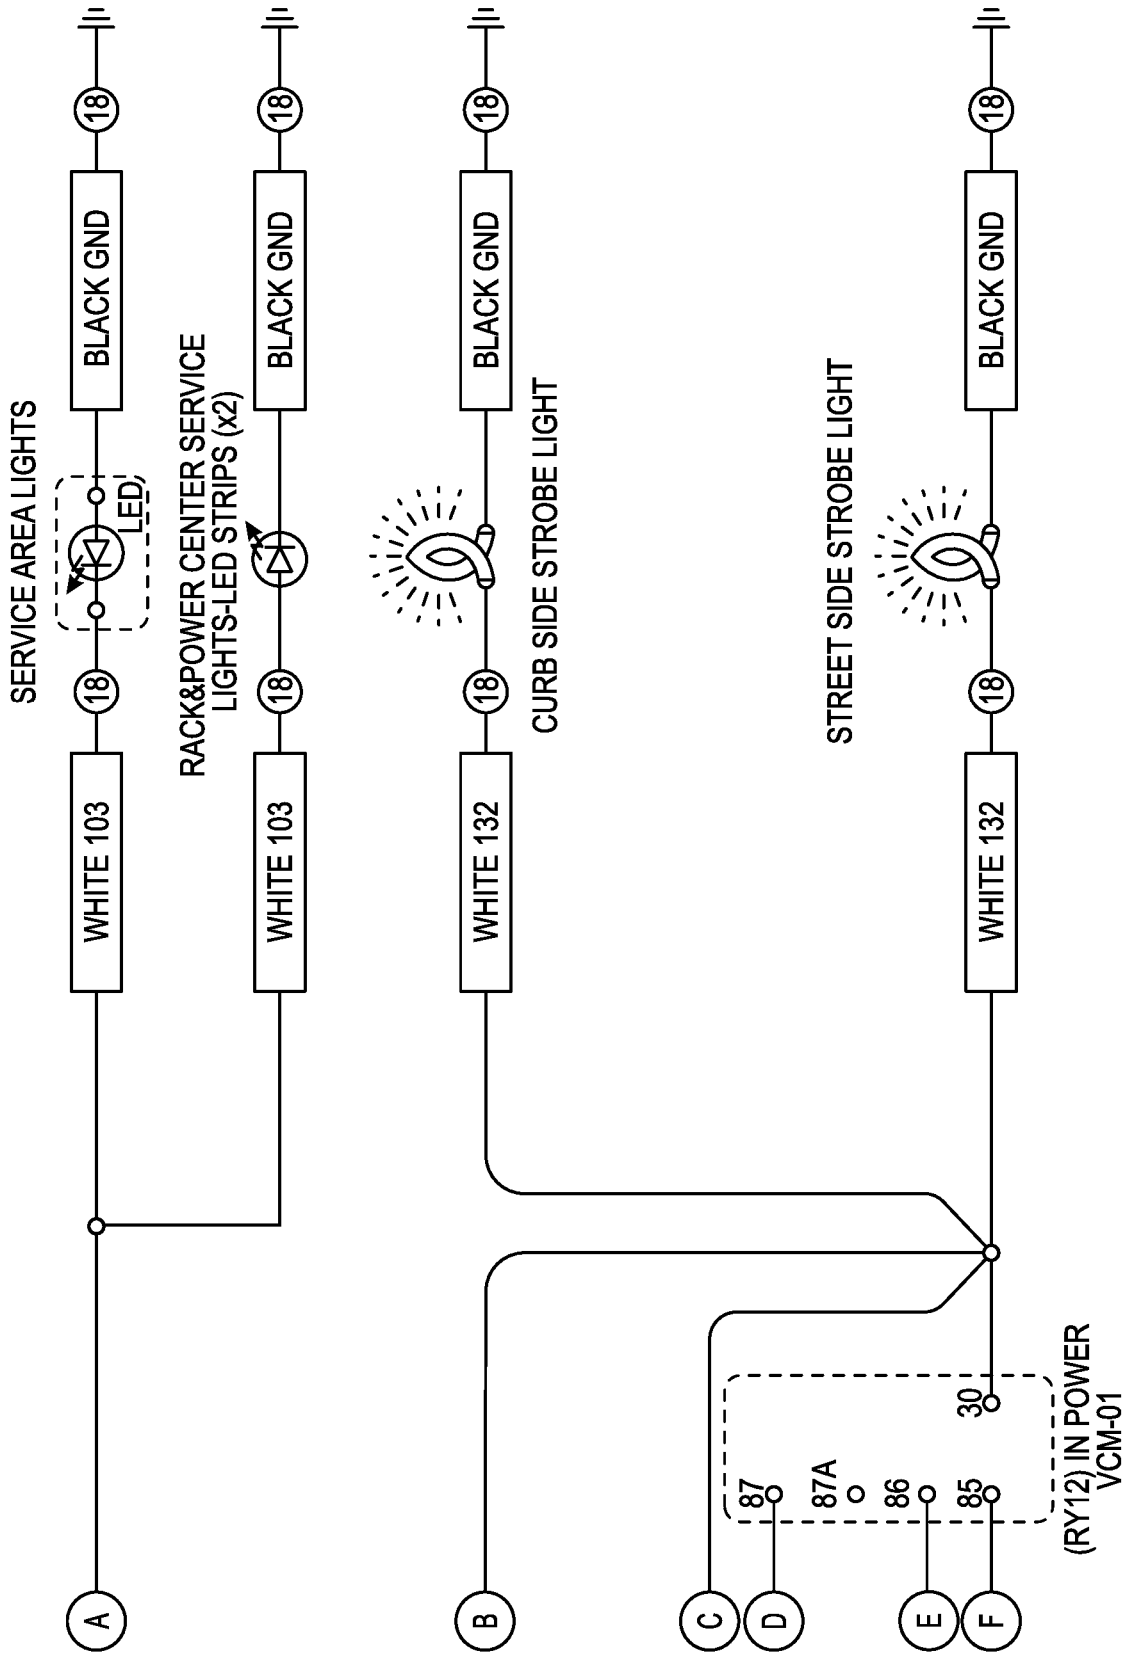 SERVICE AREA LIGHTS
A
WHITE 103
18
LED
BLACK GND
18
RACK&POWER CENTER SERVICE
LIGHTS-LED STRIPS (x2)
WHITE 103
18
BLACK GND
18
B
WHITE 132
18
BLACK GND
18
CURB SIDE STROBE LIGHT
C
D
87
87A
E
86
STREET SIDE STROBE LIGHT
F
85
30
WHITE 132
18
BLACK GND
18
(RY12) IN POWER
VCM-01